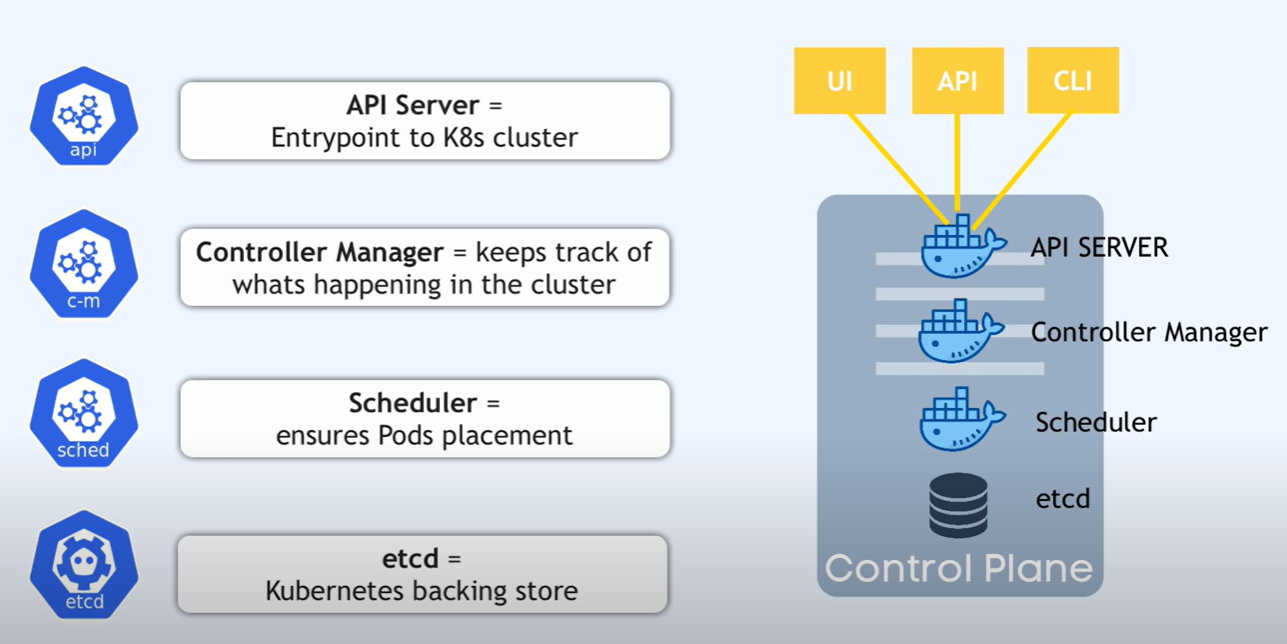 api
API Server =
Entrypoint to K8s cluster
c-m
Controller Manager = keeps track of
whats happening in the cluster
sched
Scheduler =
ensures Pods placement
etcd
etcd =
Kubernetes backing store
UI
API
CLI
API SERVER
Controller Manager
Scheduler
etcd
Control Plane